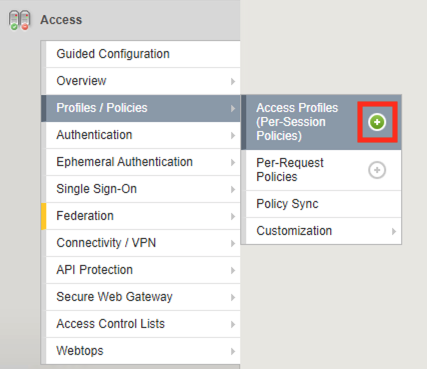 Access
Guided Configuration
Overview
Profiles / Policies
Authentication
Ephemeral Authentication
Single Sign-On
Federation
Connectivity / VPN
API Protection
Secure Web Gateway
Access Control Lists
Webtops
Access Profiles
(Per-Session
Policies)
Per-Request
Policies
Policy Sync
Customization